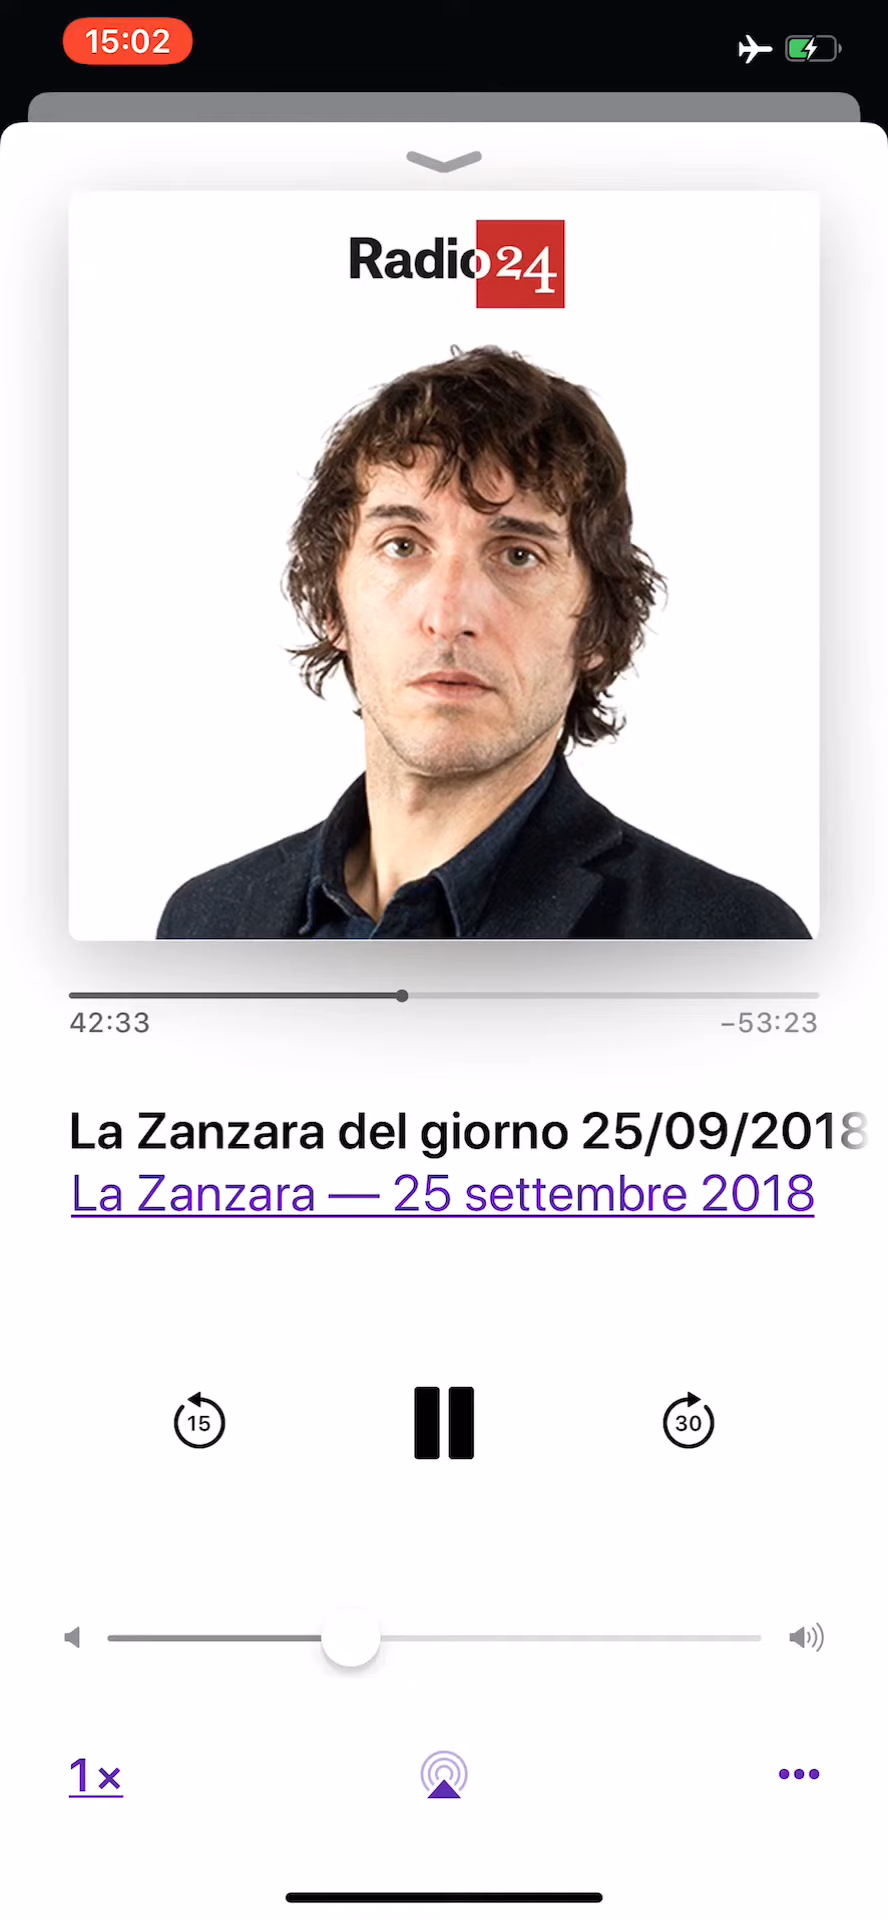 15:02
Radio24
42:33
−53:23
La Zanzara del giorno 25/09/2018
La Zanzara — 25 settembre 2018
15
30
1×